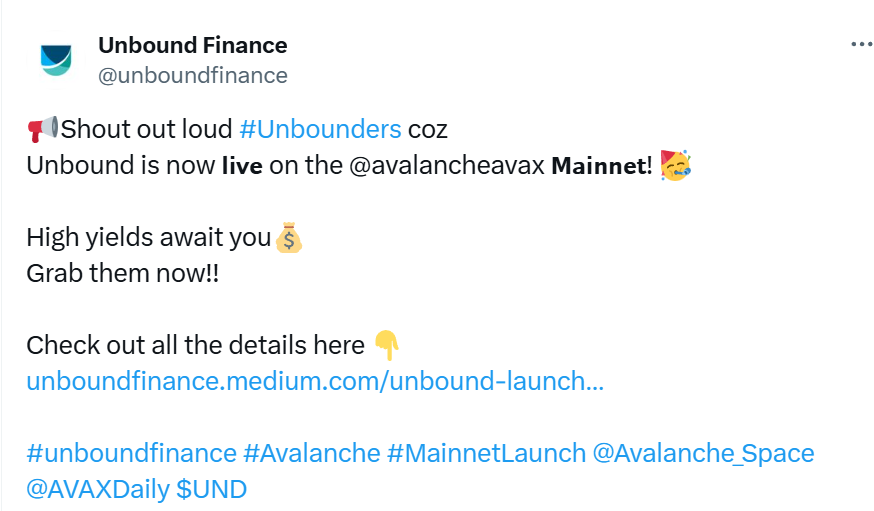 Unbound Finance
@unboundfinance
📢Shout out loud #Unbounders coz
Unbound is now 𝗹𝗶𝘃𝗲 on the @avalancheavax 𝗠𝗮𝗶𝗻𝗻𝗲𝘁! 🥳
High yields await you💰
Grab them now!!
Check out all the details here 👇
unboundfinance.medium.com/unbound-launch…
#unboundfinance #Avalanche #MainnetLaunch @Avalanche_Space
@AVAXDaily $UND